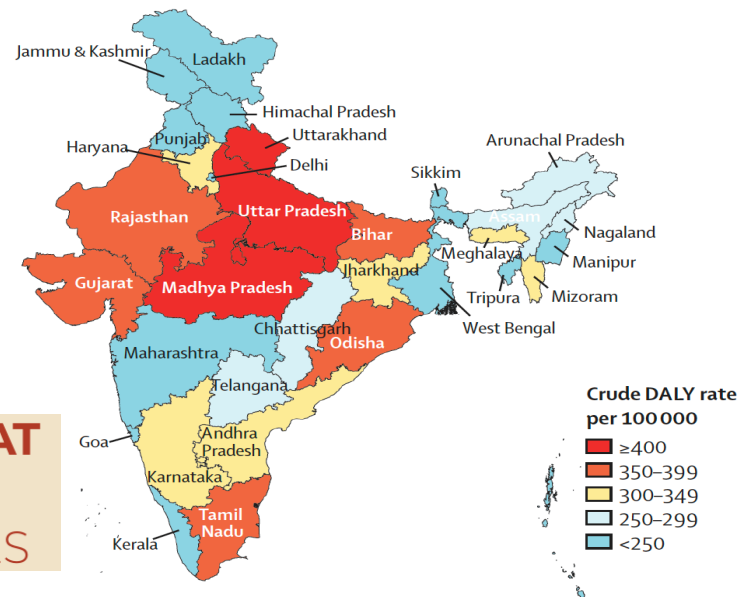 Jammu & Kashmir
Ladakh
Himachal Pradesh
Punjab
Uttarakhand
Haryana
Delhi
Arunachal Pradesh
Sikkim
Rajasthan
Uttar Pradesh
Assam
Bihar
Nagaland
Meghalaya
Manipur
Gujarat
Madhya Pradesh
Jharkhand
Tripura
Mizoram
West Bengal
Chhattisgarh
Odisha
Maharashtra
Telangana
Goa
Andhra
Pradesh
Karnataka
Tamil
Nadu
Kerala
AT
Crude DALY rate
per 100 000
≥400
350–399
300–349
250–299
<250